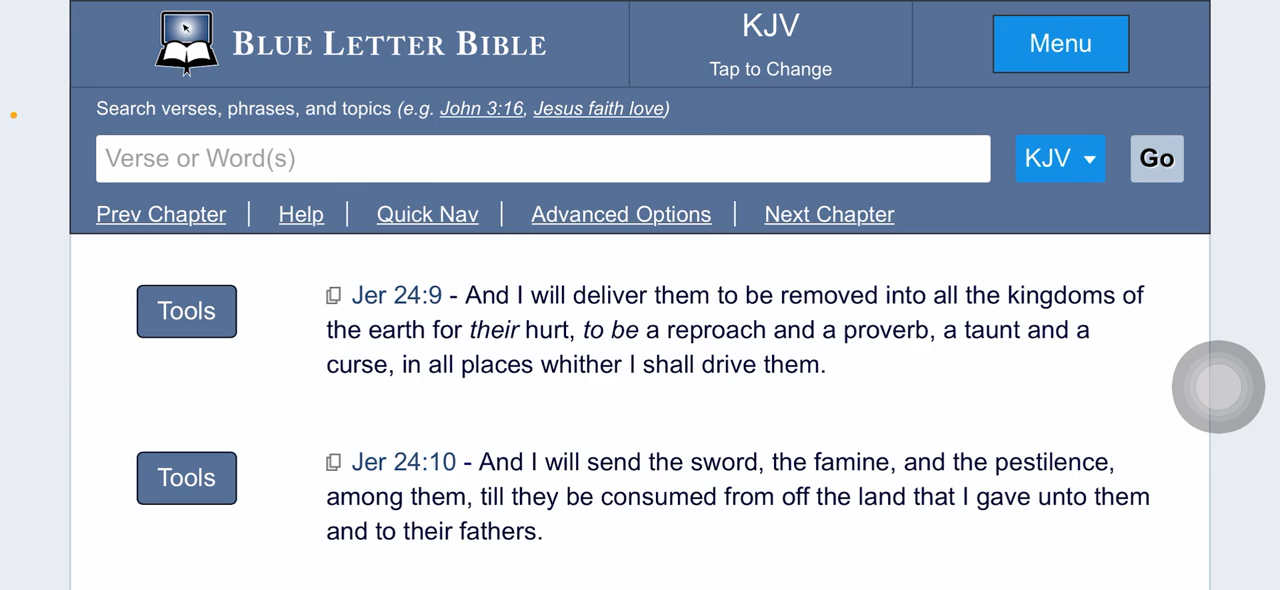 BLUE LETTER BIBLE
KJV
Tap to Change
Menu
Search verses, phrases, and topics (e.g. John 3:16, Jesus faith love)
Verse or Word(s)
KJV
Go
Prev Chapter | Help | Quick Nav | Advanced Options | Next Chapter
Tools
Jer 24:9 - And I will deliver them to be removed into all the kingdoms of
the earth for their hurt, to be a reproach and a proverb, a taunt and a
curse, in all places whither I shall drive them.
Tools
Jer 24:10 - And I will send the sword, the famine, and the pestilence,
among them, till they be consumed from off the land that I gave unto them
and to their fathers.